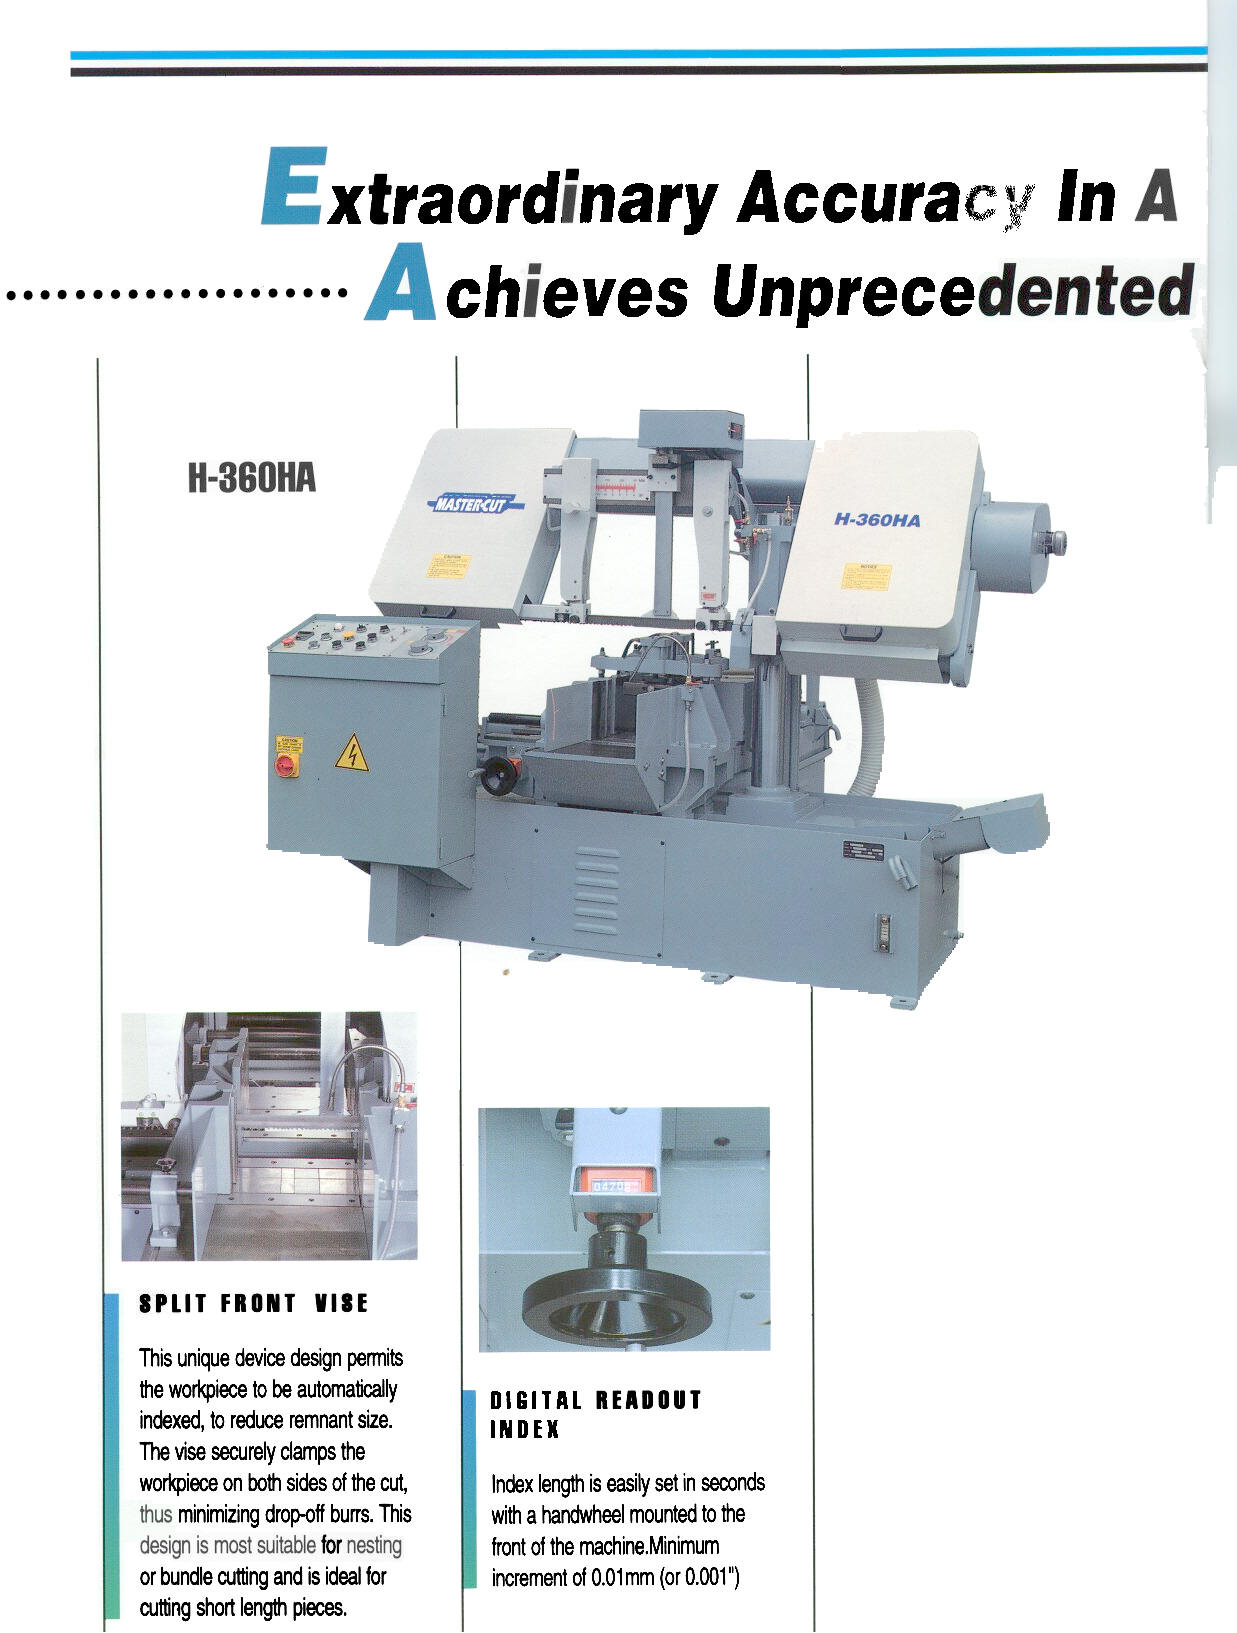 Extraordinary Accuracy In A
Achieves Unprecedented
H-360HA
MASTER-CUT
CAUTION
H-360HA
NOTICE
CAUTION
SPLIT FRONT VISE
This unique device design permits
the workpiece to be automatically
indexed, to reduce remnant size.
The vise securely clamps the
workpiece on both sides of the cut,
thus minimizing drop-off burrs. This
design is most suitable for nesting
or bundle cutting and is ideal for
cutting short length pieces.
DIGITAL READOUT
INDEX
Index length is easily set in seconds
with a handwheel mounted to the
front of the machine.Minimum
increment of 0.01mm (or 0.001")